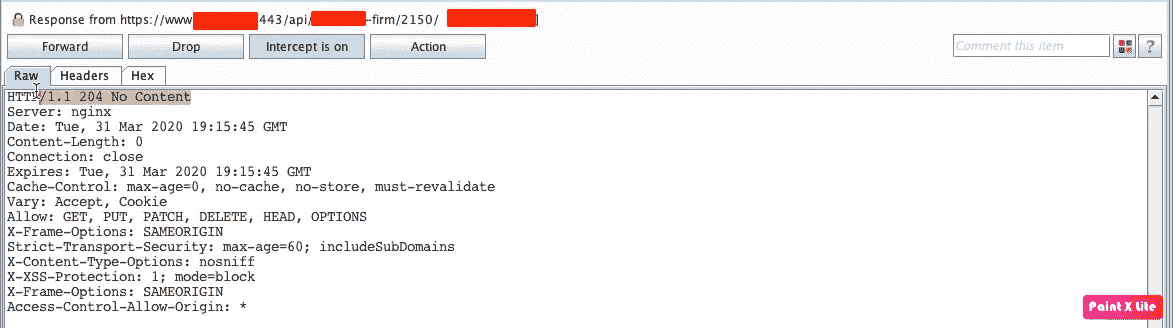 Response from https://www 443/api/ -firm/2150/ ]
Forward Drop Intercept is on Action Comment this item ?
Raw Headers Hex
HTTP/1.1 204 No Content
Server: nginx
Date: Tue, 31 Mar 2020 19:15:45 GMT
Content-Length: 0
Connection: close
Expires: Tue, 31 Mar 2020 19:15:45 GMT
Cache-Control: max-age=0, no-cache, no-store, must-revalidate
Vary: Accept, Cookie
Allow: GET, PUT, PATCH, DELETE, HEAD, OPTIONS
X-Frame-Options: SAMEORIGIN
Strict-Transport-Security: max-age=60; includeSubDomains
X-Content-Type-Options: nosniff
X-XSS-Protection: 1; mode=block
X-Frame-Options: SAMEORIGIN
Access-Control-Allow-Origin: *
Paint X Lite